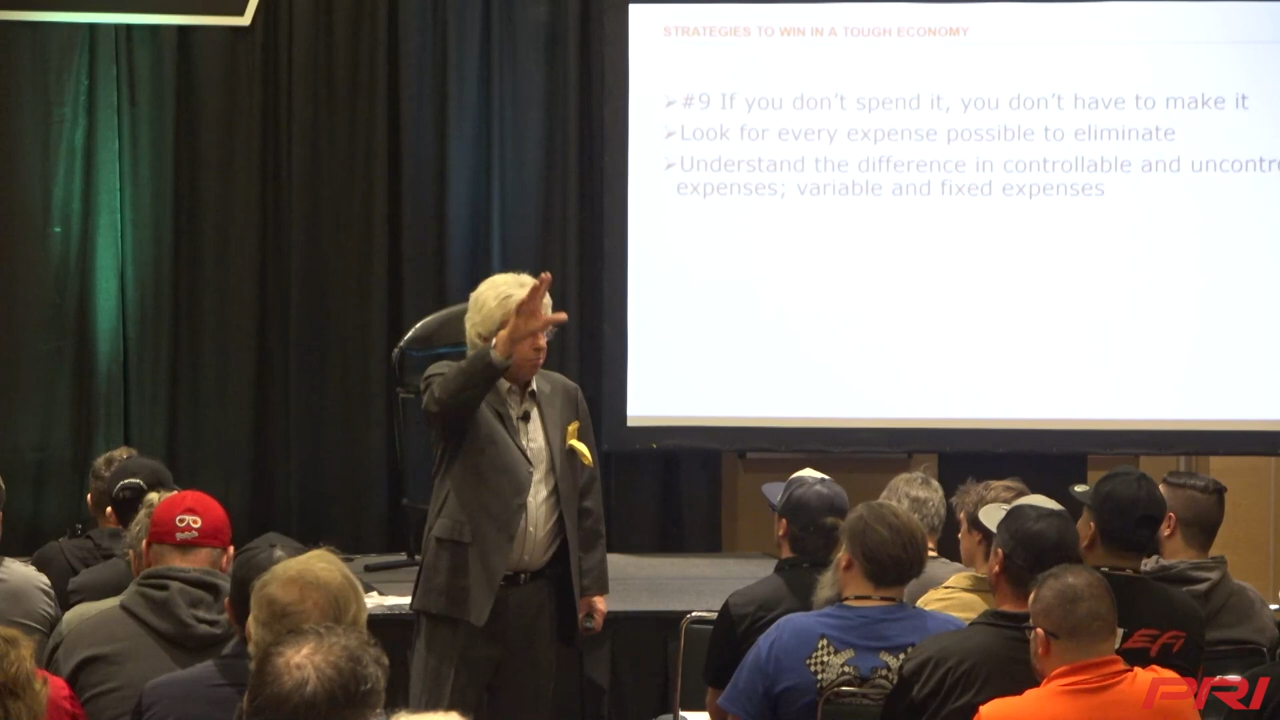 STRATEGIES TO WIN IN A TOUGH ECONOMY
➢#9 If you don't spend it, you don't have to make it
➢Look for every expense possible to eliminate
➢Understand the difference in controllable and uncontr
expenses; variable and fixed expenses
EFI
PRI